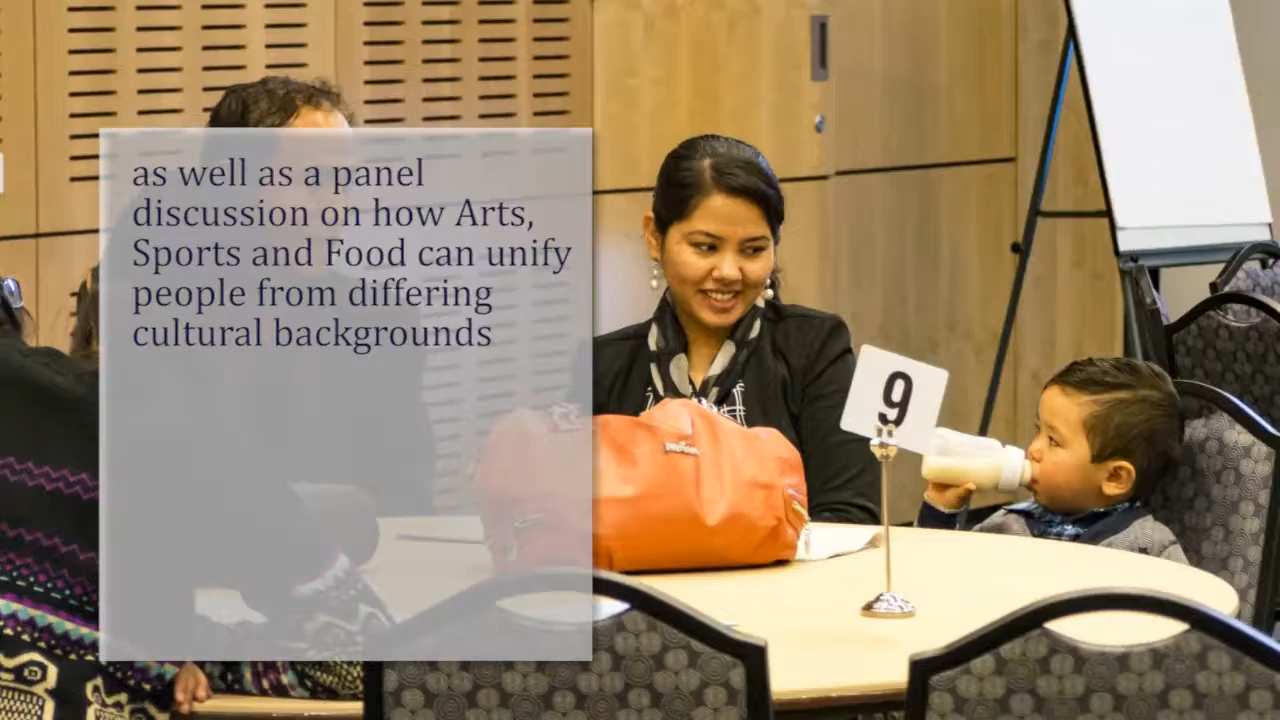 as well as a panel
discussion on how Arts,
Sports and Food can unify
people from differing
cultural backgrounds
9